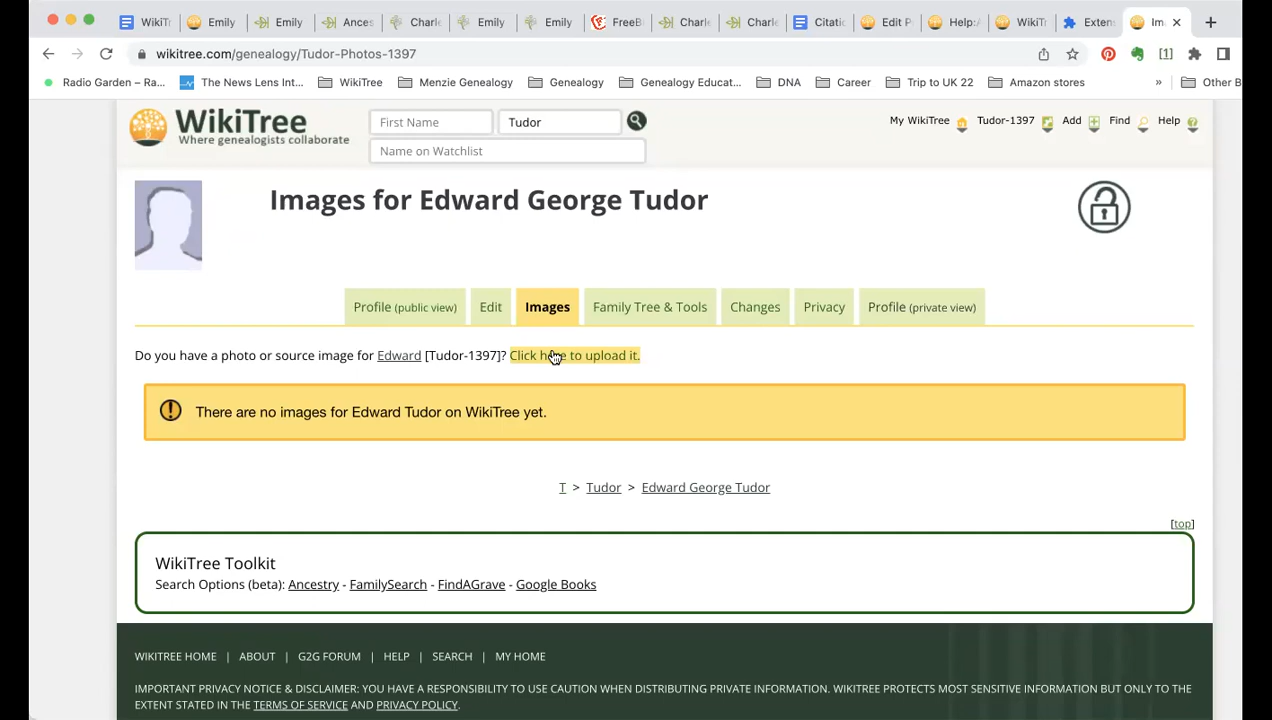 WikiTr
Emily
Emily
Ances
Charle
Emily
Emily
FreeB
Charle
Charle
Citatic
Edit P
Help:A
WikiTr
Extens
Im
wikitree.com/genealogy/Tudor-Photos-1397
[1]
Radio Garden – Ra...
The News Lens Int...
WikiTree
Menzie Genealogy
Genealogy
Genealogy Educat...
DNA
Career
Trip to UK 22
Amazon stores
»
Other B
WikiTree
Where genealogists collaborate
First Name
Tudor
Name on Watchlist
My WikiTree
Tudor-1397
Add
Find
Help
Images for Edward George Tudor
Profile (public view)
Edit
Images
Family Tree & Tools
Changes
Privacy
Profile (private view)
Do you have a photo or source image for Edward [Tudor-1397]? Click here to upload it.
There are no images for Edward Tudor on WikiTree yet.
T > Tudor > Edward George Tudor
[top]
WikiTree Toolkit
Search Options (beta): Ancestry - FamilySearch - FindAGrave - Google Books
WIKITREE HOME | ABOUT | G2G FORUM | HELP | SEARCH | MY HOME
IMPORTANT PRIVACY NOTICE & DISCLAIMER: YOU HAVE A RESPONSIBILITY TO USE CAUTION WHEN DISTRIBUTING PRIVATE INFORMATION. WIKITREE PROTECTS MOST SENSITIVE INFORMATION BUT ONLY TO THE
EXTENT STATED IN THE TERMS OF SERVICE AND PRIVACY POLICY.